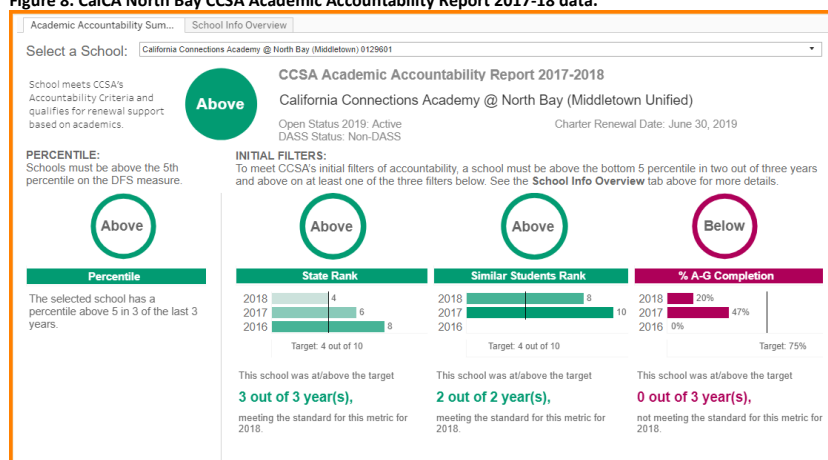 Figure 8. CalCA North Bay CCSA Academic Accountability Report 2017-18 data.
Academic Accountability Sum...
School Info Overview
Select a School:
California Connections Academy @ North Bay (Middletown) 0129601
School meets CCSA's
Accountability Criteria and
qualifies for renewal support
based on academics.
Above
CCSA Academic Accountability Report 2017-2018
California Connections Academy @ North Bay (Middletown Unified)
Open Status 2019: Active
DASS Status: Non-DASS
Charter Renewal Date: June 30, 2019
PERCENTILE:
Schools must be above the 5th
percentile on the DFS measure.
INITIAL FILTERS:
To meet CCSA's initial filters of accountability, a school must be above the bottom 5 percentile in two out of three years
and above on at least one of the three filters below. See the School Info Overview tab above for more details.
Above
Percentile
The selected school has a
percentile above 5 in 3 of the last 3
years.
Above
State Rank
2018 4
2017 6
2016 8
Target: 4 out of 10
This school was at/above the target
3 out of 3 year(s),
meeting the standard for this metric for
2018.
Above
Similar Students Rank
2018 8
2017 10
2016
Target: 4 out of 10
This school was at/above the target
2 out of 2 year(s),
meeting the standard for this metric for
2018.
Below
% A-G Completion
2018 20%
2017 47%
2016 0%
Target: 75%
This school was at/above the target
0 out of 3 year(s),
not meeting the standard for this metric for
2018.